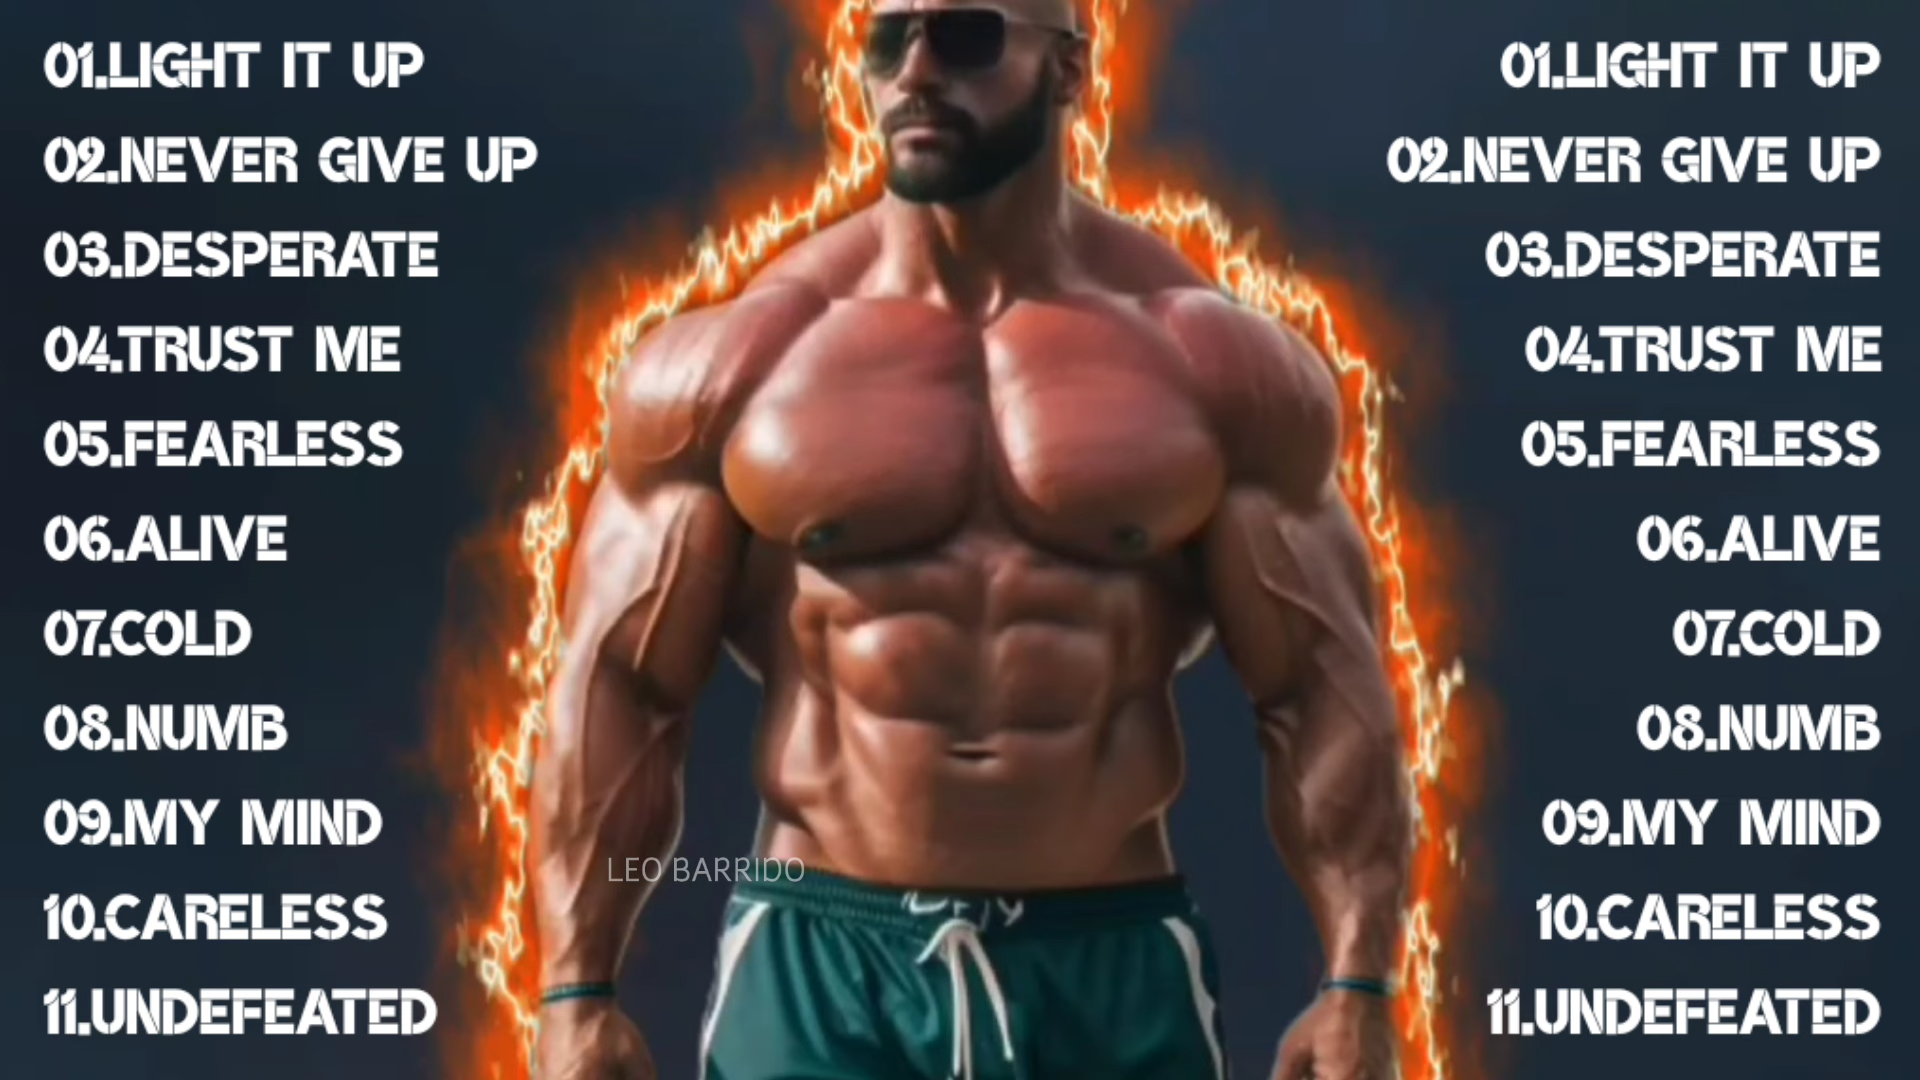 01.LIGHT IT UP
02.NEVER GIVE UP
03.DESPERATE
04.TRUST ME
05.FEARLESS
06.ALIVE
07.COLD
08.NUMB
09.MY MIND
10.CARELESS
11.UNDEFEATED
LEO BARRIDO
01.LIGHT IT UP
02.NEVER GIVE UP
03.DESPERATE
04.TRUST ME
05.FEARLESS
06.ALIVE
07.COLD
08.NUMB
09.MY MIND
10.CARELESS
11.UNDEFEATED